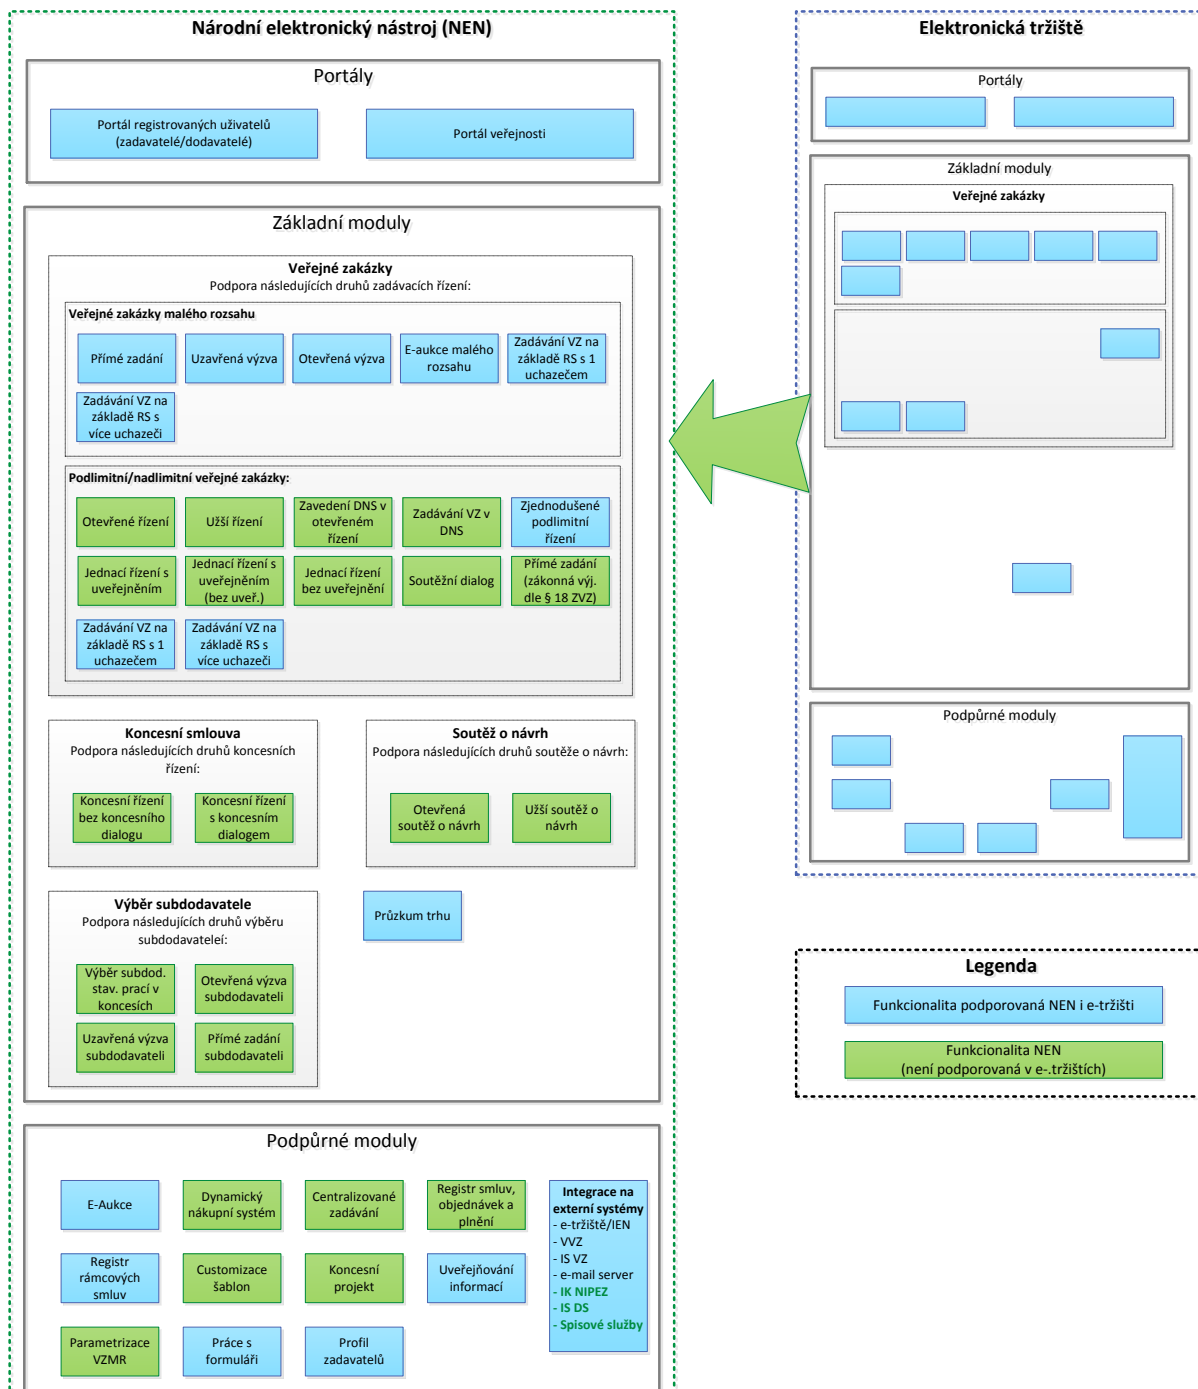 Národní elektronický nástroj (NEN)
Portály
Portál registrovaných uživatelů
(zadavatelé/dodavatelé)
Portál veřejnosti
Základní moduly
Veřejné zakázky
Podpora následujících druhů zadávacích řízení:
Veřejné zakázky malého rozsahu
Přímé zadání
Uzavřená výzva
Otevřená výzva
E-aukce malého
rozsahu
Zadávání VZ na
základě RS s 1
uchazečem
Zadávání VZ na
základě RS s
více uchazeči
Podlimitní/nadlimitní veřejné zakázky:
Otevřené řízení
Užší řízení
Zavedení DNS v
otevřeném
řízení
Zadávání VZ v
DNS
Zjednodušené
podlimitní
řízení
Jednací řízení s
uveřejněním
Jednací řízení s
uveřejněním
(bez uveř.)
Jednací řízení
bez uveřejnění
Soutěžní dialog
Přímé zadání
(zákonná výj.
dle § 18 ZVZ)
Zadávání VZ na
základě RS s 1
uchazečem
Zadávání VZ na
základě RS s
více uchazeči
Koncesní smlouva
Podpora následujících druhů koncesních
řízení:
Koncesní řízení
bez koncesního
dialogu
Koncesní řízení
s koncesním
dialogem
Soutěž o návrh
Podpora následujících druhů soutěže o návrh:
Otevřená
soutěž o návrh
Užší soutěž o
návrh
Výběr subdodavatele
Podpora následujících druhů výběru
subdodavateleí:
Výběr subdod.
stav. prací v
koncesích
Otevřená výzva
subdodavateli
Uzavřená výzva
subdodavateli
Přímé zadání
subdodavateli
Průzkum trhu
Podpůrné moduly
E-Aukce
Dynamický
nákupní systém
Centralizované
zadávání
Registr smluv,
objednávek a
plnění
Integrace na
externí systémy
- e-tržiště/IEN
- VVZ
- IS VZ
- e-mail server
- IK NIPEZ
- IS DS
- Spisové služby
Registr
rámcových
smluv
Customizace
šablon
Koncesní
projekt
Uveřejňování
informací
Parametrizace
VZMR
Práce s
formuláři
Profil
zadavatelů
Elektronická tržiště
Portály
Základní moduly
Veřejné zakázky
Podpůrné moduly
Legenda
Funkcionalita podporovaná NEN i e-tržišti
Funkcionalita NEN
(není podporovaná v e-.tržištích)